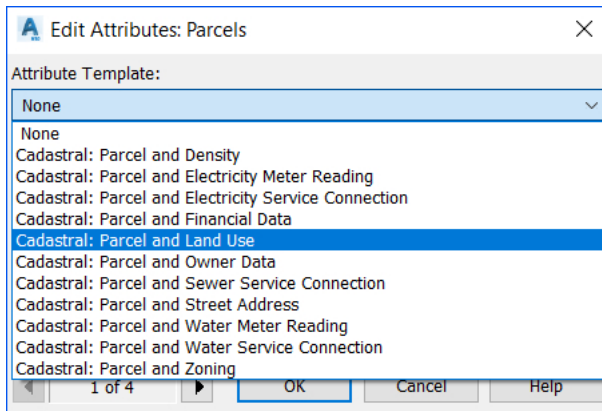 Edit Attributes: Parcels
Attribute Template:
None
None
Cadastral: Parcel and Density
Cadastral: Parcel and Electricity Meter Reading
Cadastral: Parcel and Electricity Service Connection
Cadastral: Parcel and Financial Data
Cadastral: Parcel and Land Use
Cadastral: Parcel and Owner Data
Cadastral: Parcel and Sewer Service Connection
Cadastral: Parcel and Street Address
Cadastral: Parcel and Water Meter Reading
Cadastral: Parcel and Water Service Connection
Cadastral: Parcel and Zoning
1 of 4 OK Cancel Help